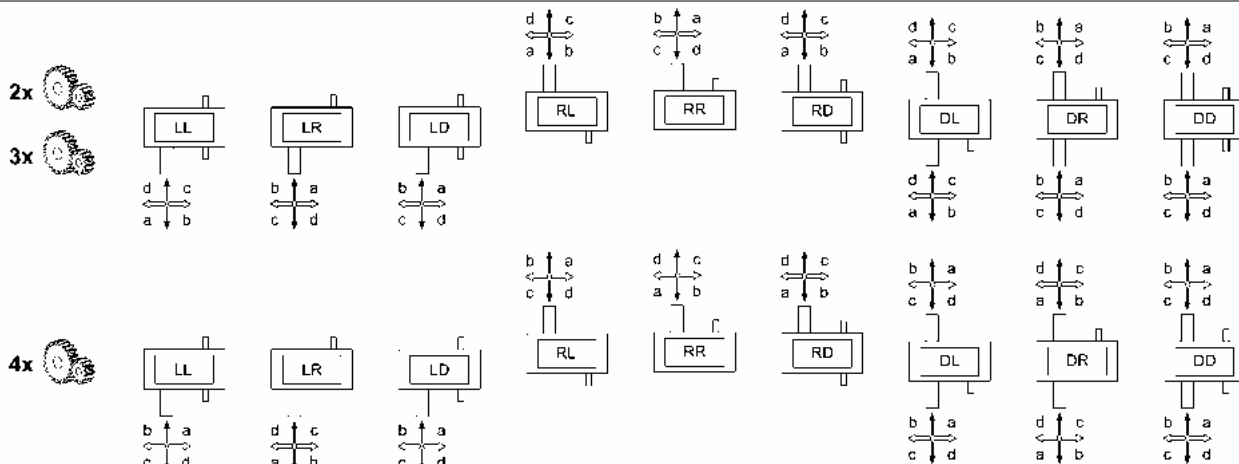 d c b a d c d c b a b a
a b c d a b a b c d c d
2x
LL LR LD RL RR RD DL DR DD
3x
d c b a b a d c b a b a
a b c d c d a b c d c d
b a d c d c b a d c b a
c d a b a b c d a b c d
4x LL LR LD RL RR RD DL DR DD
b a d c b a b a d c b a
c d a b c d c d a b c d